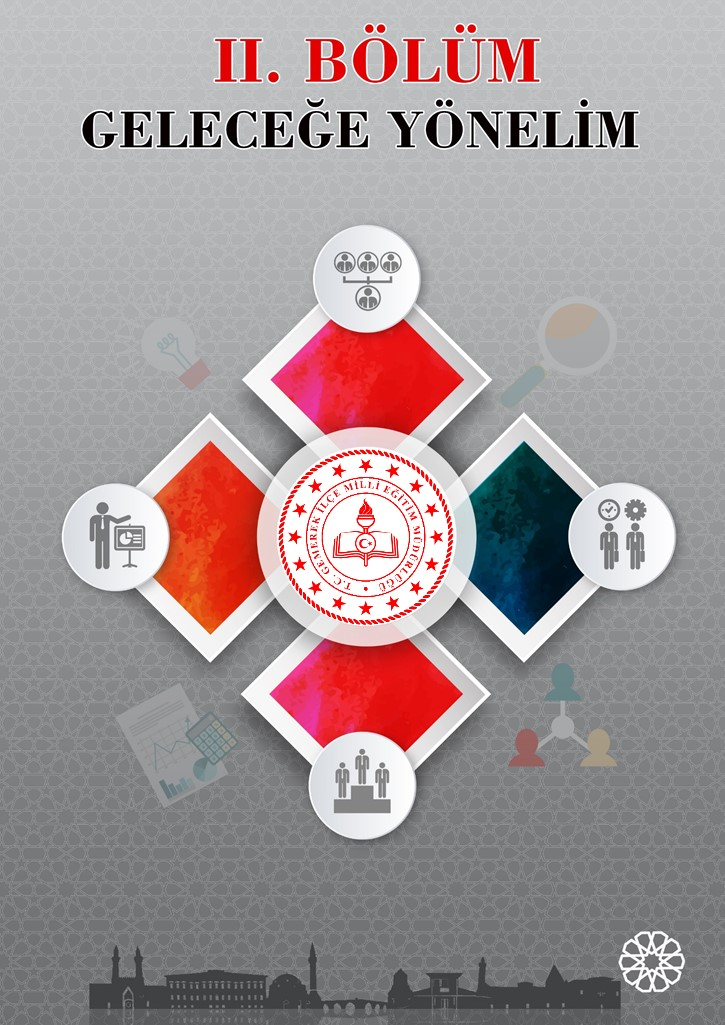 II. BÖLÜM
GELECEĞE YÖNELİM
T.C. GEMEREK İLÇE MİLLİ EĞİTİM MÜDÜRLÜĞÜ